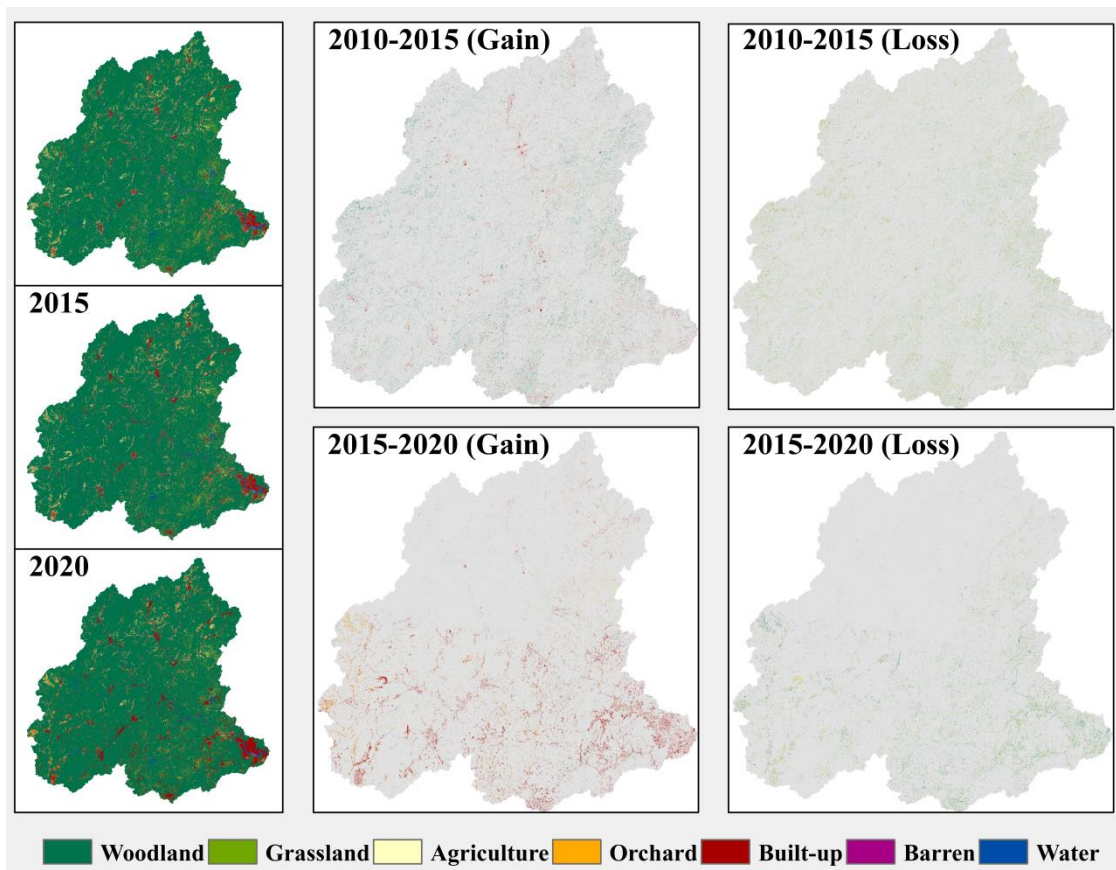 2010-2015 (Gain)
2010-2015 (Loss)
2015
2015-2020 (Gain)
2015-2020 (Loss)
2020
Woodland Grassland Agriculture Orchard Built-up Barren Water